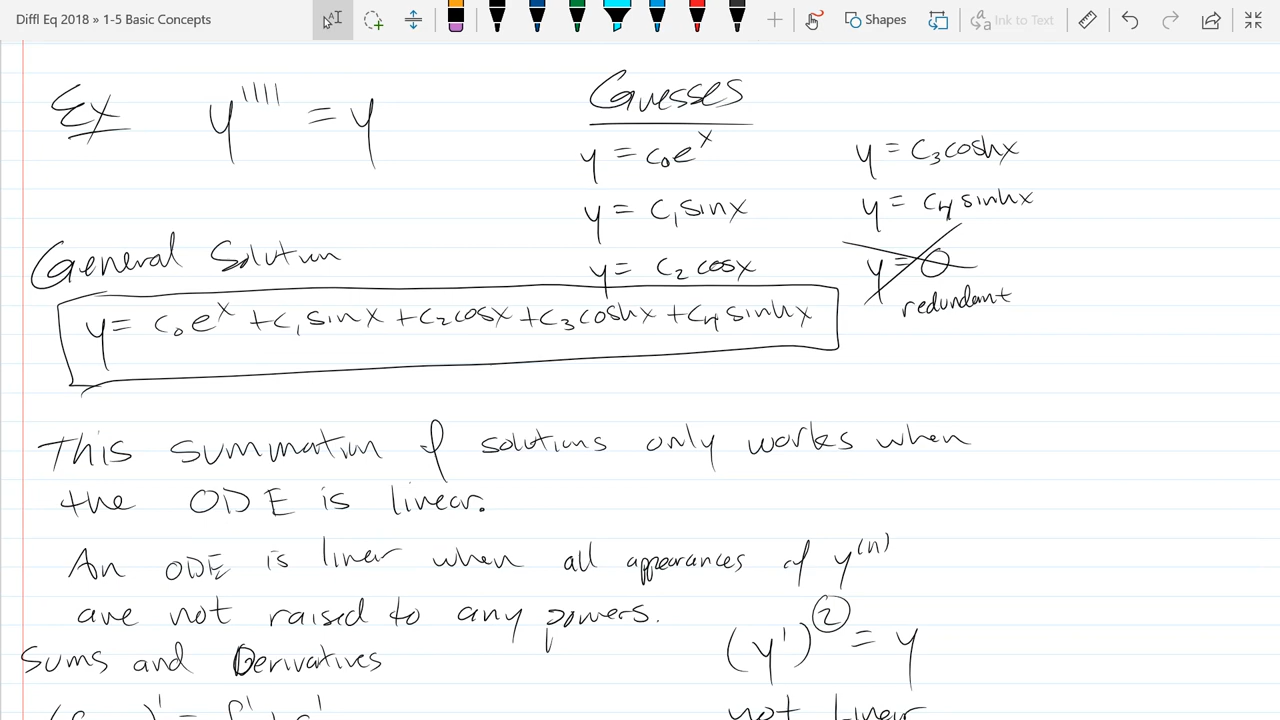 Diffl Eq 2018 » 1-5 Basic Concepts
Shapes
Ink to Text
Ex y'''' = y
Guesses
y = c₀eˣ
y = c₁sinx
y = c₂cosx
y = c₃coshx
y = c₄sinhx
y = 0
redundant
General Solution
y = c₀eˣ + c₁sinx + c₂cosx + c₃coshx + c₄sinhx
This summation of solutions only works when
the ODE is linear.
An ODE is linear when all appearances of y⁽ⁿ⁾
are not raised to any powers.
(y')² = y
not linear
Sums and Derivatives